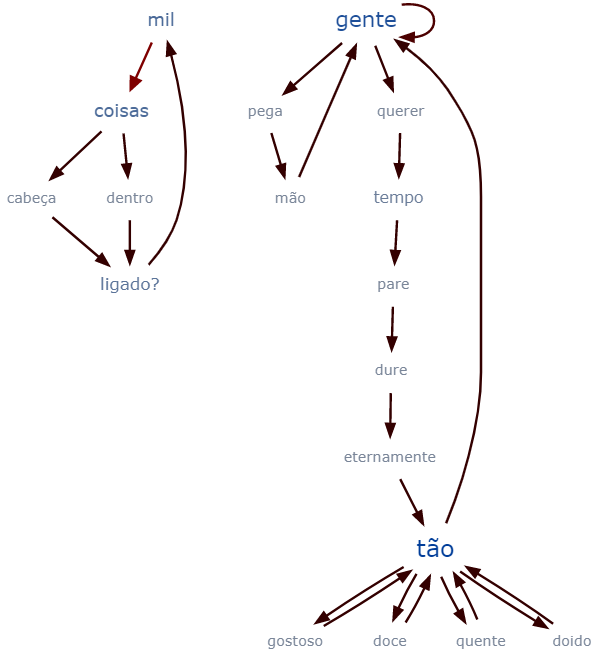 mil
gente
coisas
pega
querer
cabeça
dentro
mão
tempo
ligado?
pare
dure
eternamente
tão
gostoso
doce
quente
doido